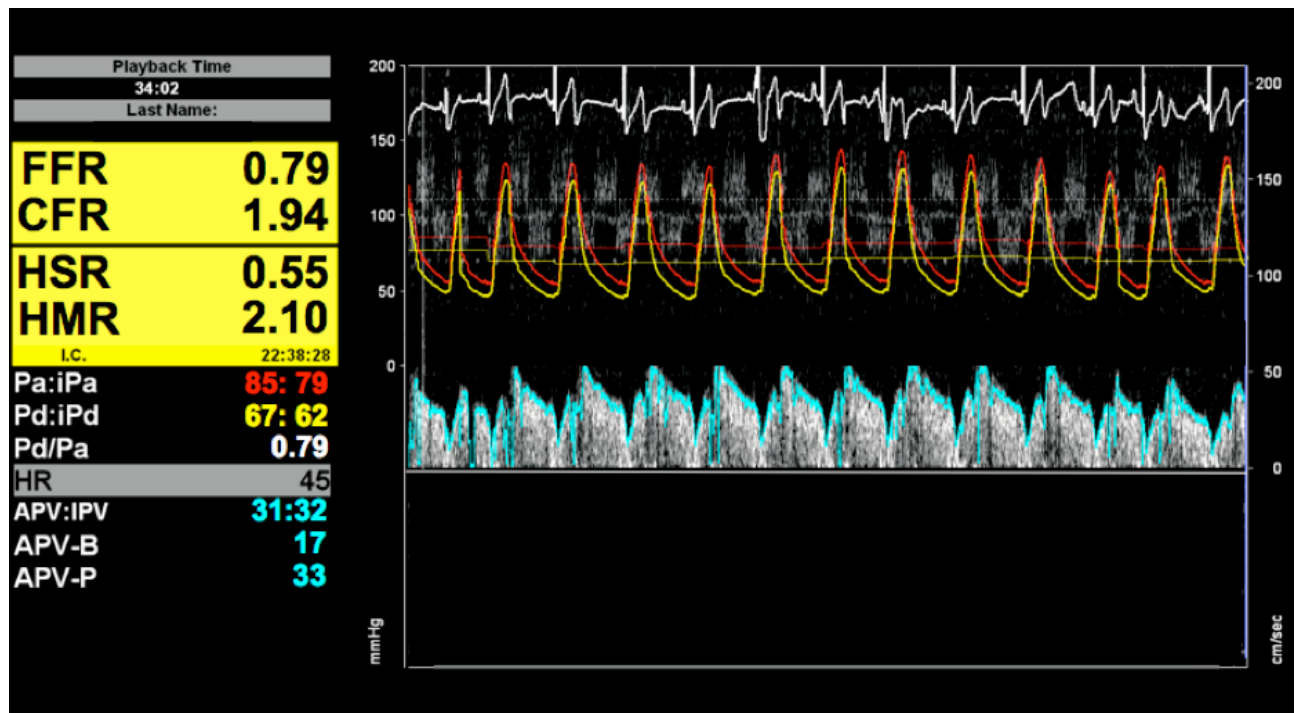 Playback Time
34:02
Last Name:
FFR 0.79
CFR 1.94
HSR 0.55
HMR 2.10
I.C. 22:38:28
Pa:iPa 85: 79
Pd:iPd 67: 62
Pd/Pa 0.79
HR 45
APV:IPV 31:32
APV-B 17
APV-P 33
200
150
100
50
0
mmHg
200
150
100
50
0
cm/sec